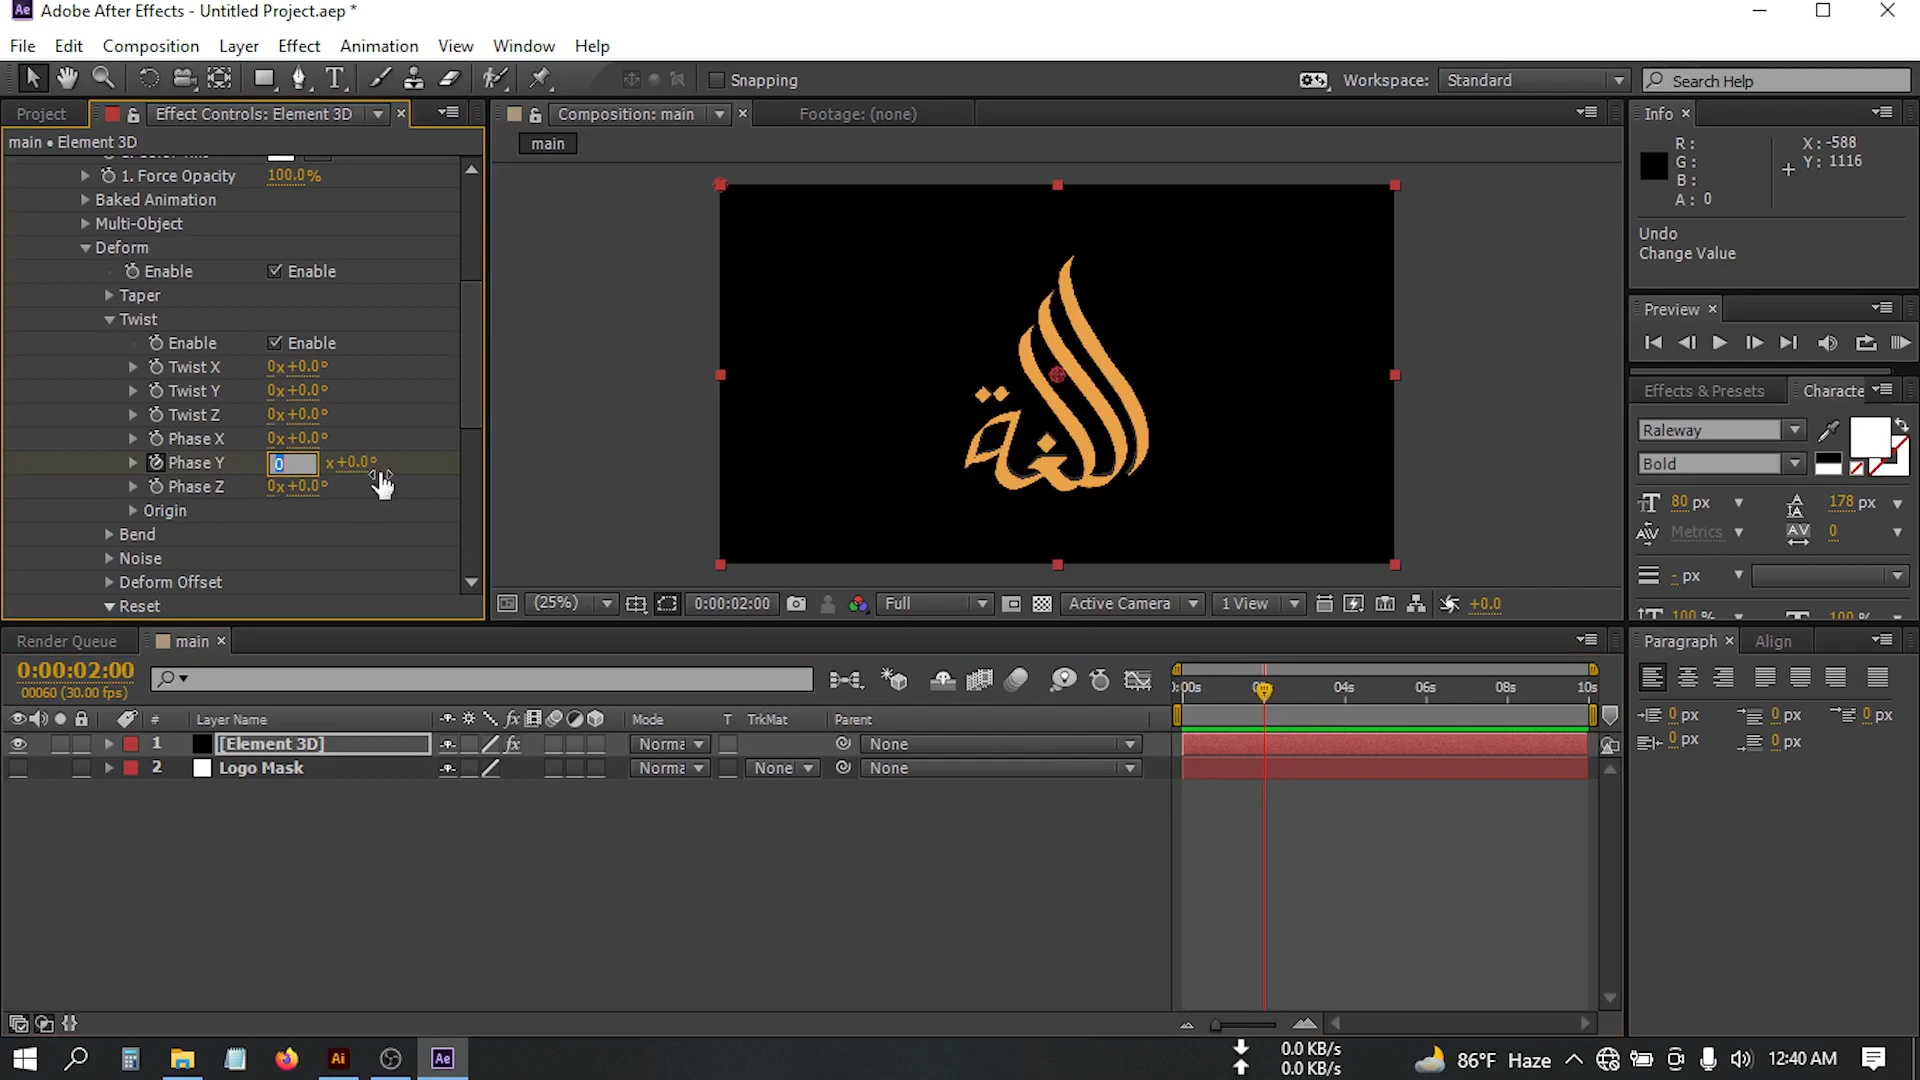 Ae Adobe After Effects - Untitled Project.aep *
File Edit Composition Layer Effect Animation View Window Help
T Snapping Workspace: Standard Search Help
Project Effect Controls: Element 3D × Composition: main × Footage: (none) Info ×
main • Element 3D main
R: X: -588
G: Y: 1116
B:
A: 0
1. Force Opacity 100.0%
Baked Animation
Multi-Object
Undo
Deform
Change Value
Enable Enable
Taper
Preview ×
Twist
Enable Enable
Twist X 0x+0.0°
Twist Y 0x+0.0°
Effects & Presets Characte
Twist Z 0x+0.0°
Raleway
Phase X 0x+0.0°
Phase Y 0 x+0.0°
Bold
Phase Z 0x+0.0°
اللغة
80 px 178 px
Origin
Metrics 0
Bend
Noise
- px
Deform Offset
Reset
(25%) 0:00:02:00 Full Active Camera 1 View +0.0
100 %
Render Queue main × Paragraph × Align
0:00:02:00
00060 (30.00 fps)
04s 06s 08s 10s
# Layer Name fx Mode T TrkMat Parent
0 px 0 px 0 px
1 [Element 3D] fx Norma None
0 px 0 px
2 Logo Mask Norma None None
Ai Ae
0.0 KB/s
0.0 KB/s
86°F Haze 12:40 AM